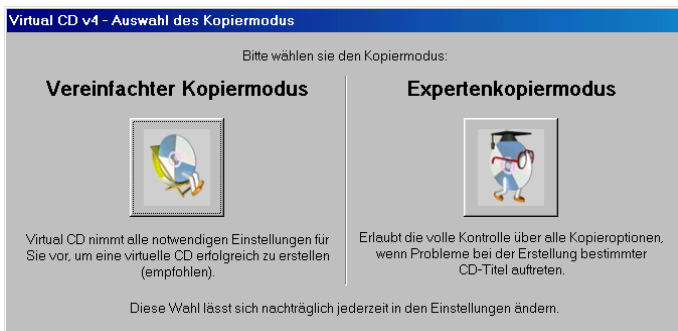 Virtual CD v4 - Auswahl des Kopiermodus
Bitte wählen sie den Kopiermodus:
Vereinfachter Kopiermodus
Virtual CD nimmt alle notwendigen Einstellungen für
Sie vor, um eine virtuelle CD erfolgreich zu erstellen
(empfohlen).
Expertenkopiermodus
Erlaubt die volle Kontrolle über alle Kopieroptionen,
wenn Probleme bei der Erstellung bestimmter
CD-Titel auftreten.
Diese Wahl lässt sich nachträglich jederzeit in den Einstellungen ändern.